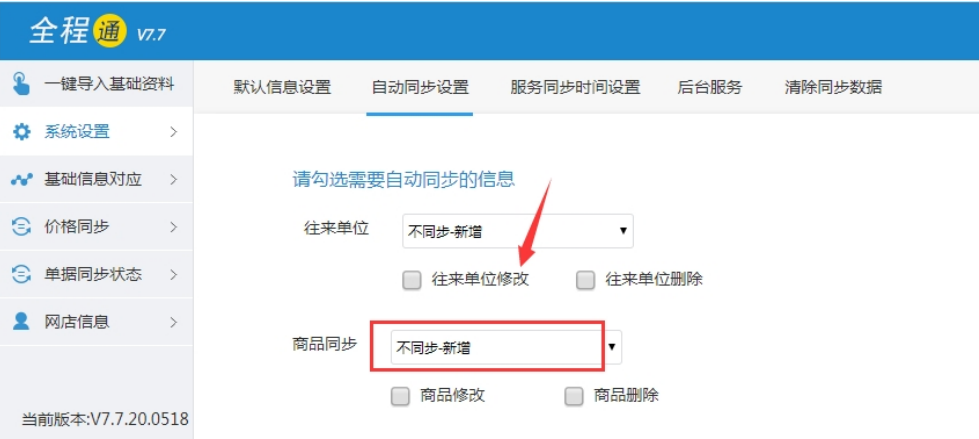 全程通 V7.7
一键导入基础资料
系统设置
基础信息对应
价格同步
单据同步状态
网店信息
当前版本:V7.7.20.0518
默认信息设置 自动同步设置 服务同步时间设置 后台服务 清除同步数据
请勾选需要自动同步的信息
往来单位 不同步-新增
往来单位修改 往来单位删除
商品同步 不同步-新增
商品修改 商品删除